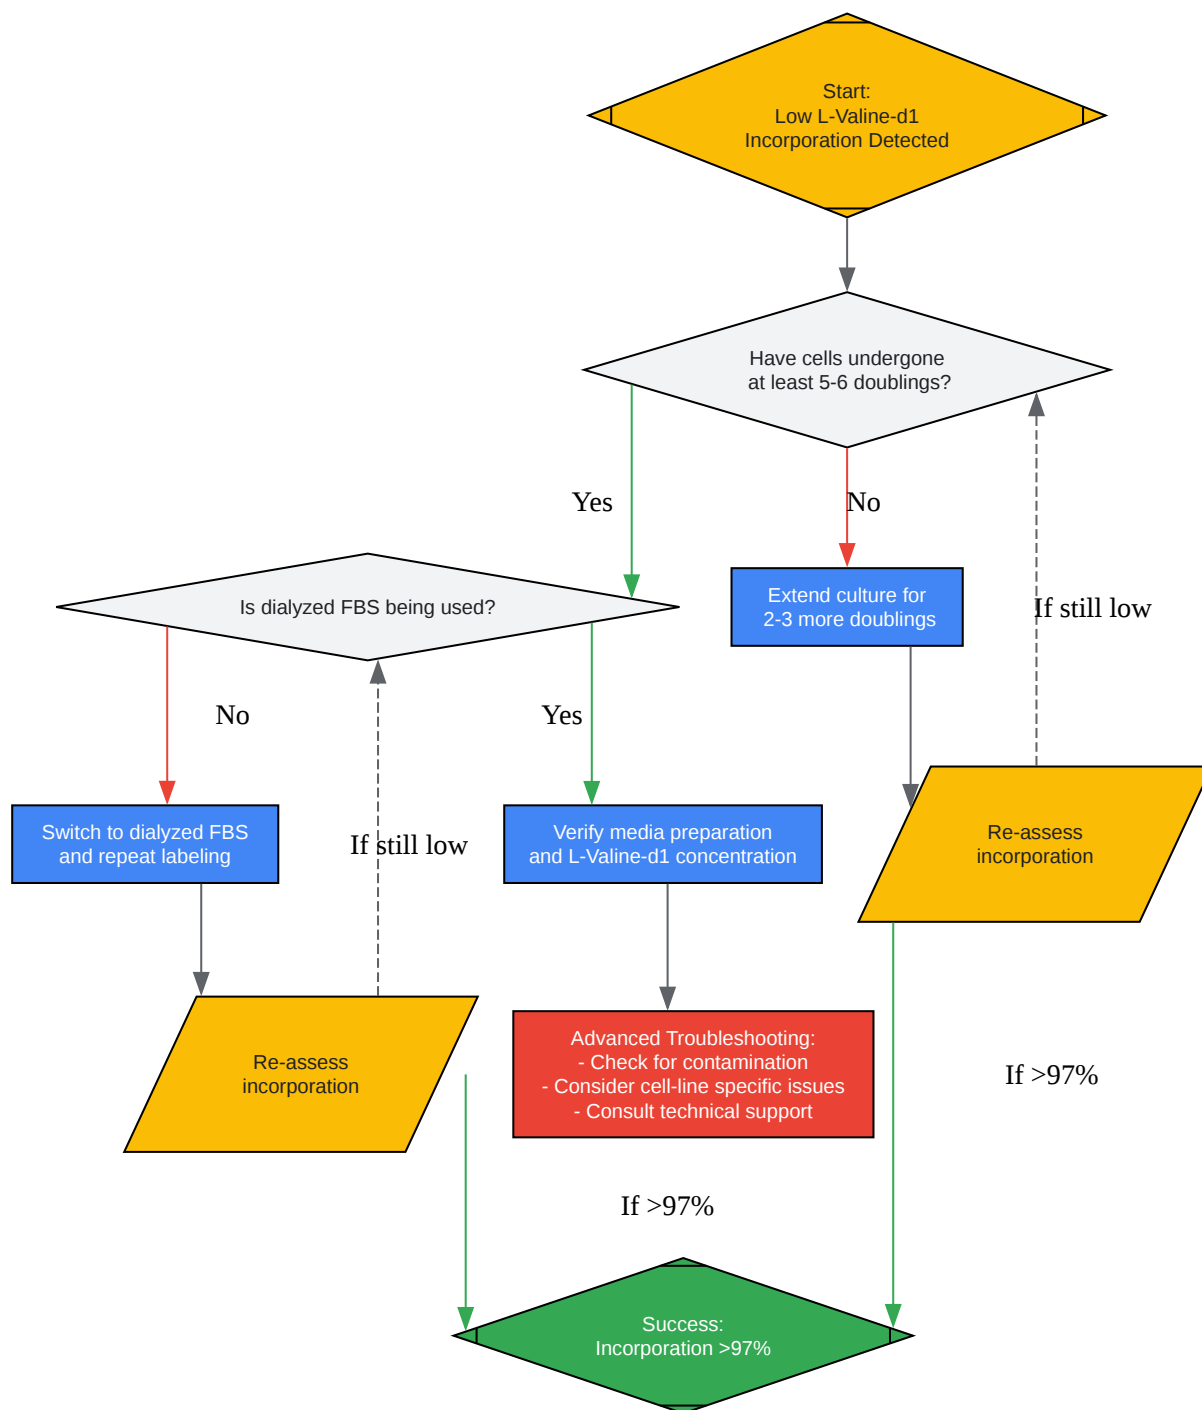 Start:
Low L-Valine-d1
Incorporation Detected
Have cells undergone
at least 5-6 doublings?
Yes
No
Is dialyzed FBS being used?
Extend culture for
2-3 more doublings
If still low
No
Yes
Switch to dialyzed FBS
and repeat labeling
If still low
Verify media preparation
and L-Valine-d1 concentration
Re-assess
incorporation
Re-assess
incorporation
Advanced Troubleshooting:
- Check for contamination
- Consider cell-line specific issues
- Consult technical support
If >97%
If >97%
Success:
Incorporation >97%